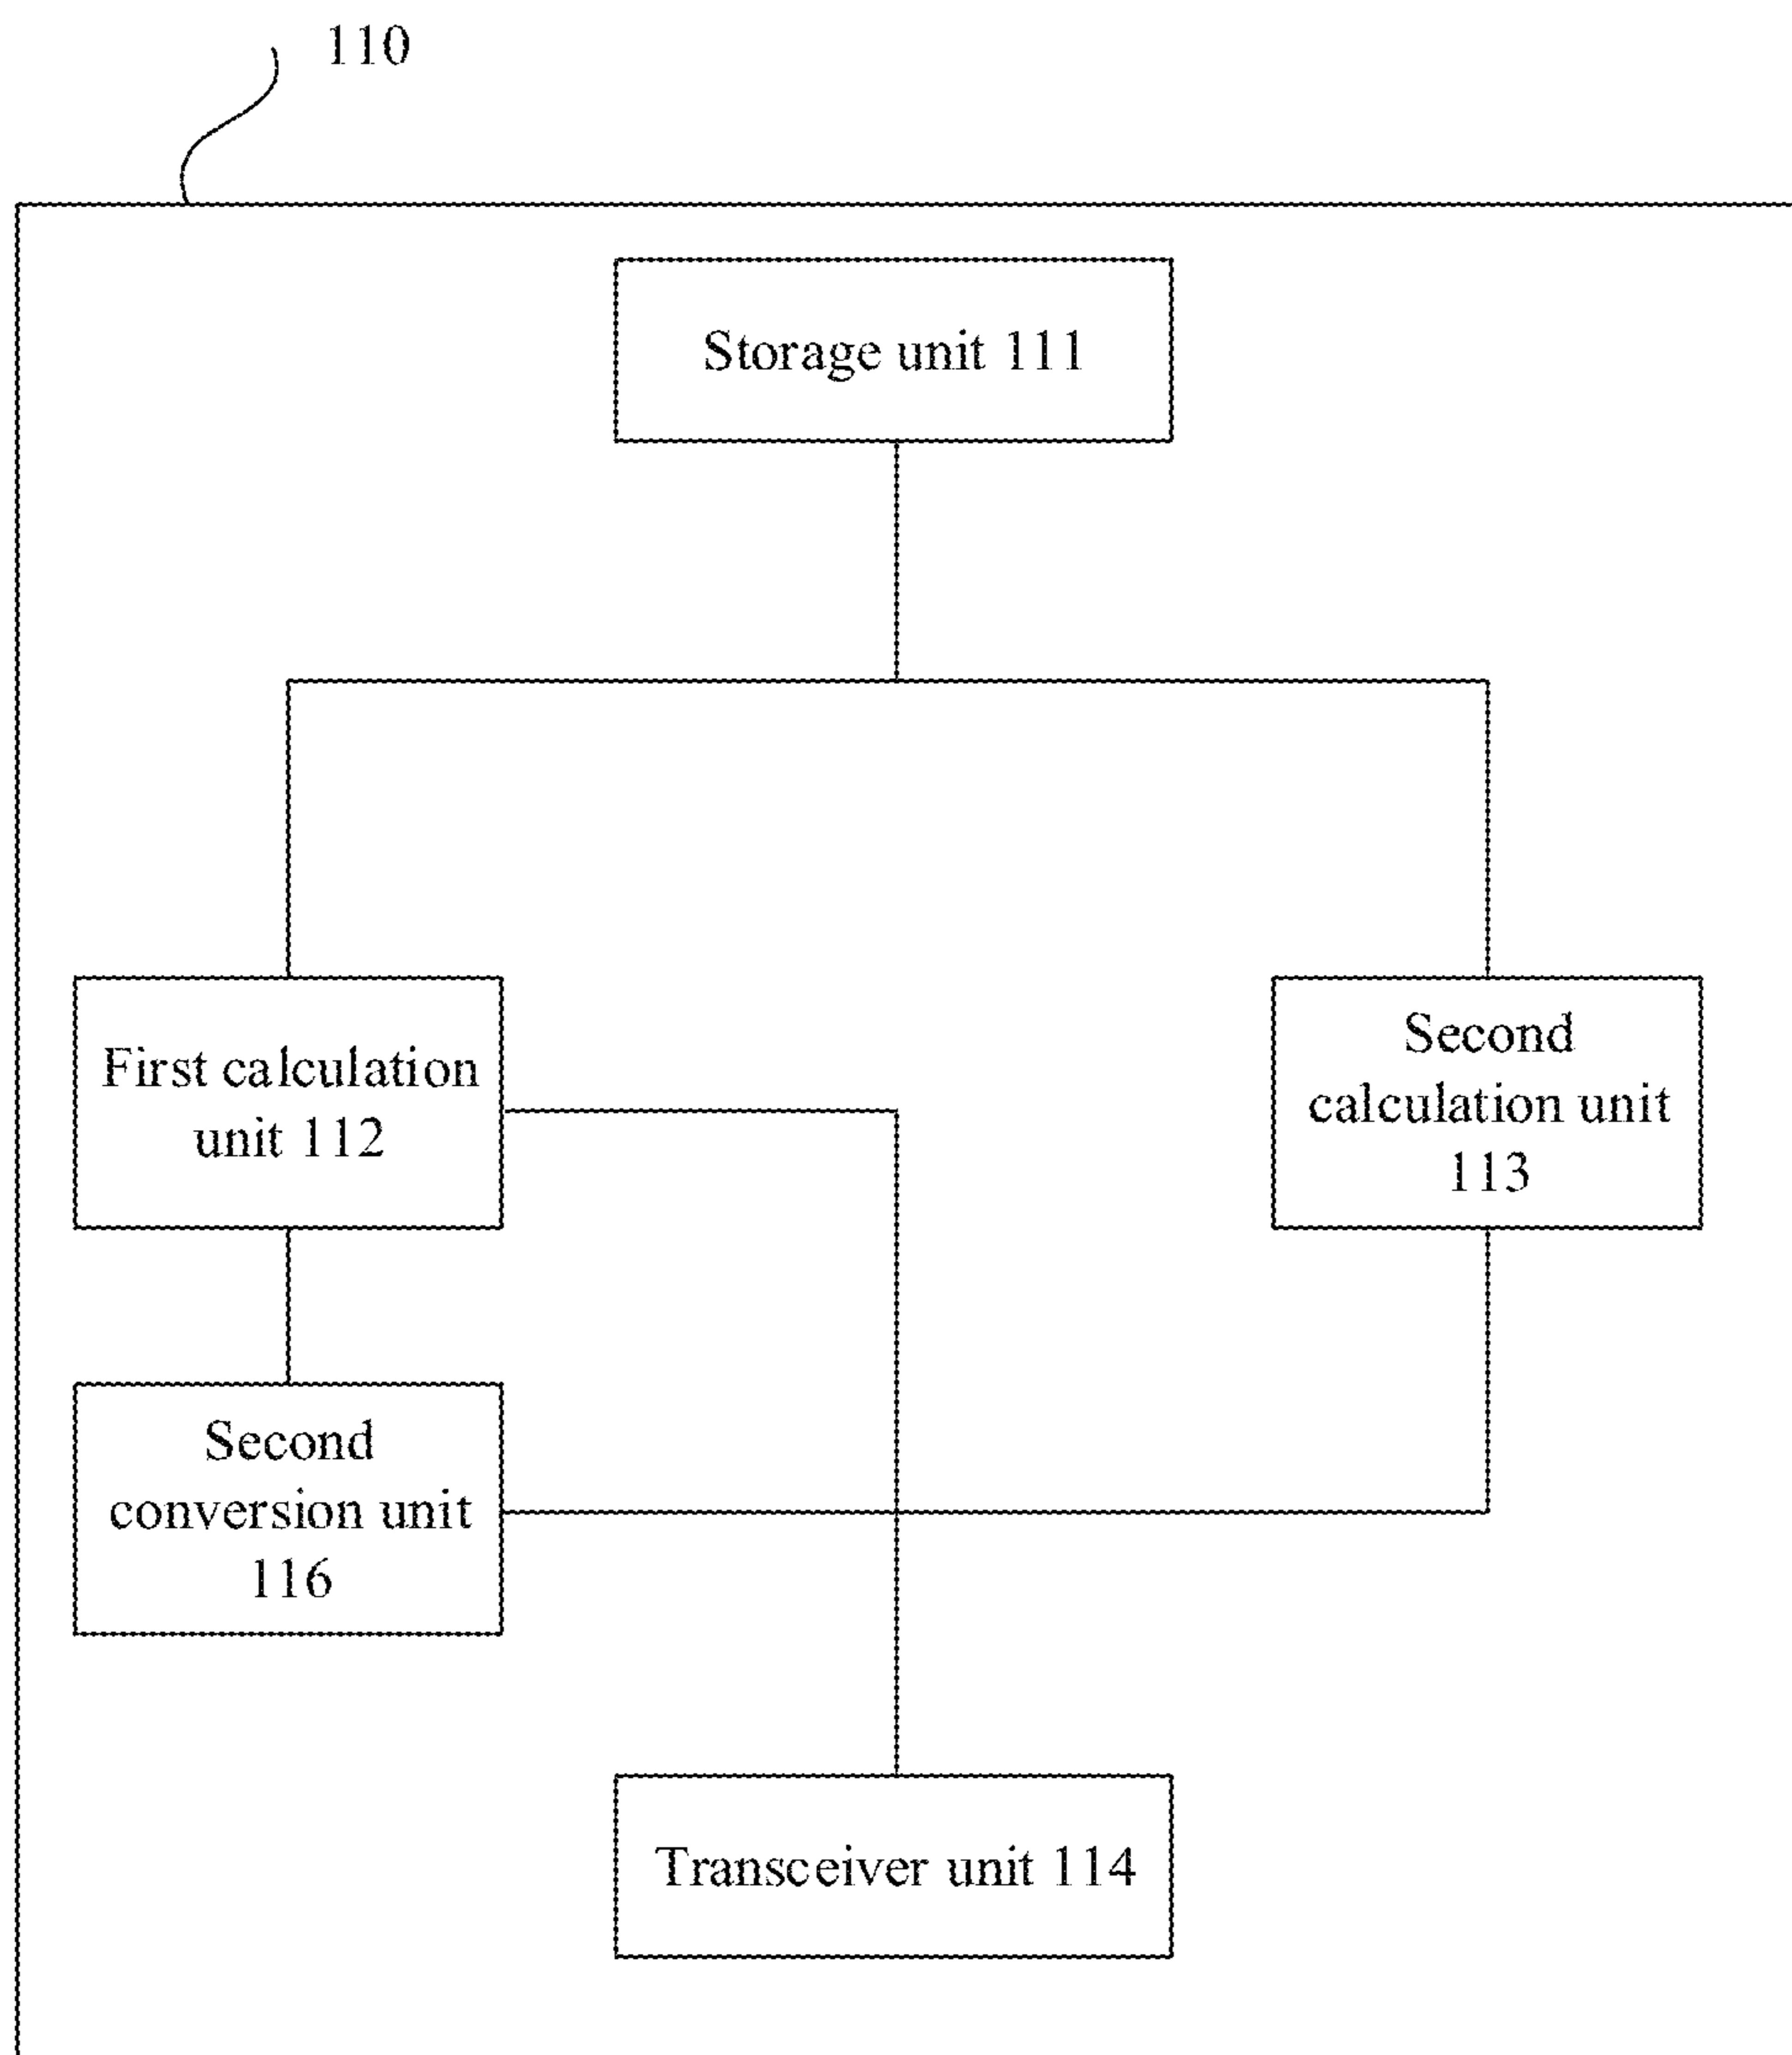 110
Storage unit 111
First calculation
unit 112
Second
calculation unit
113
Second
conversion unit
116
Transceiver unit 114